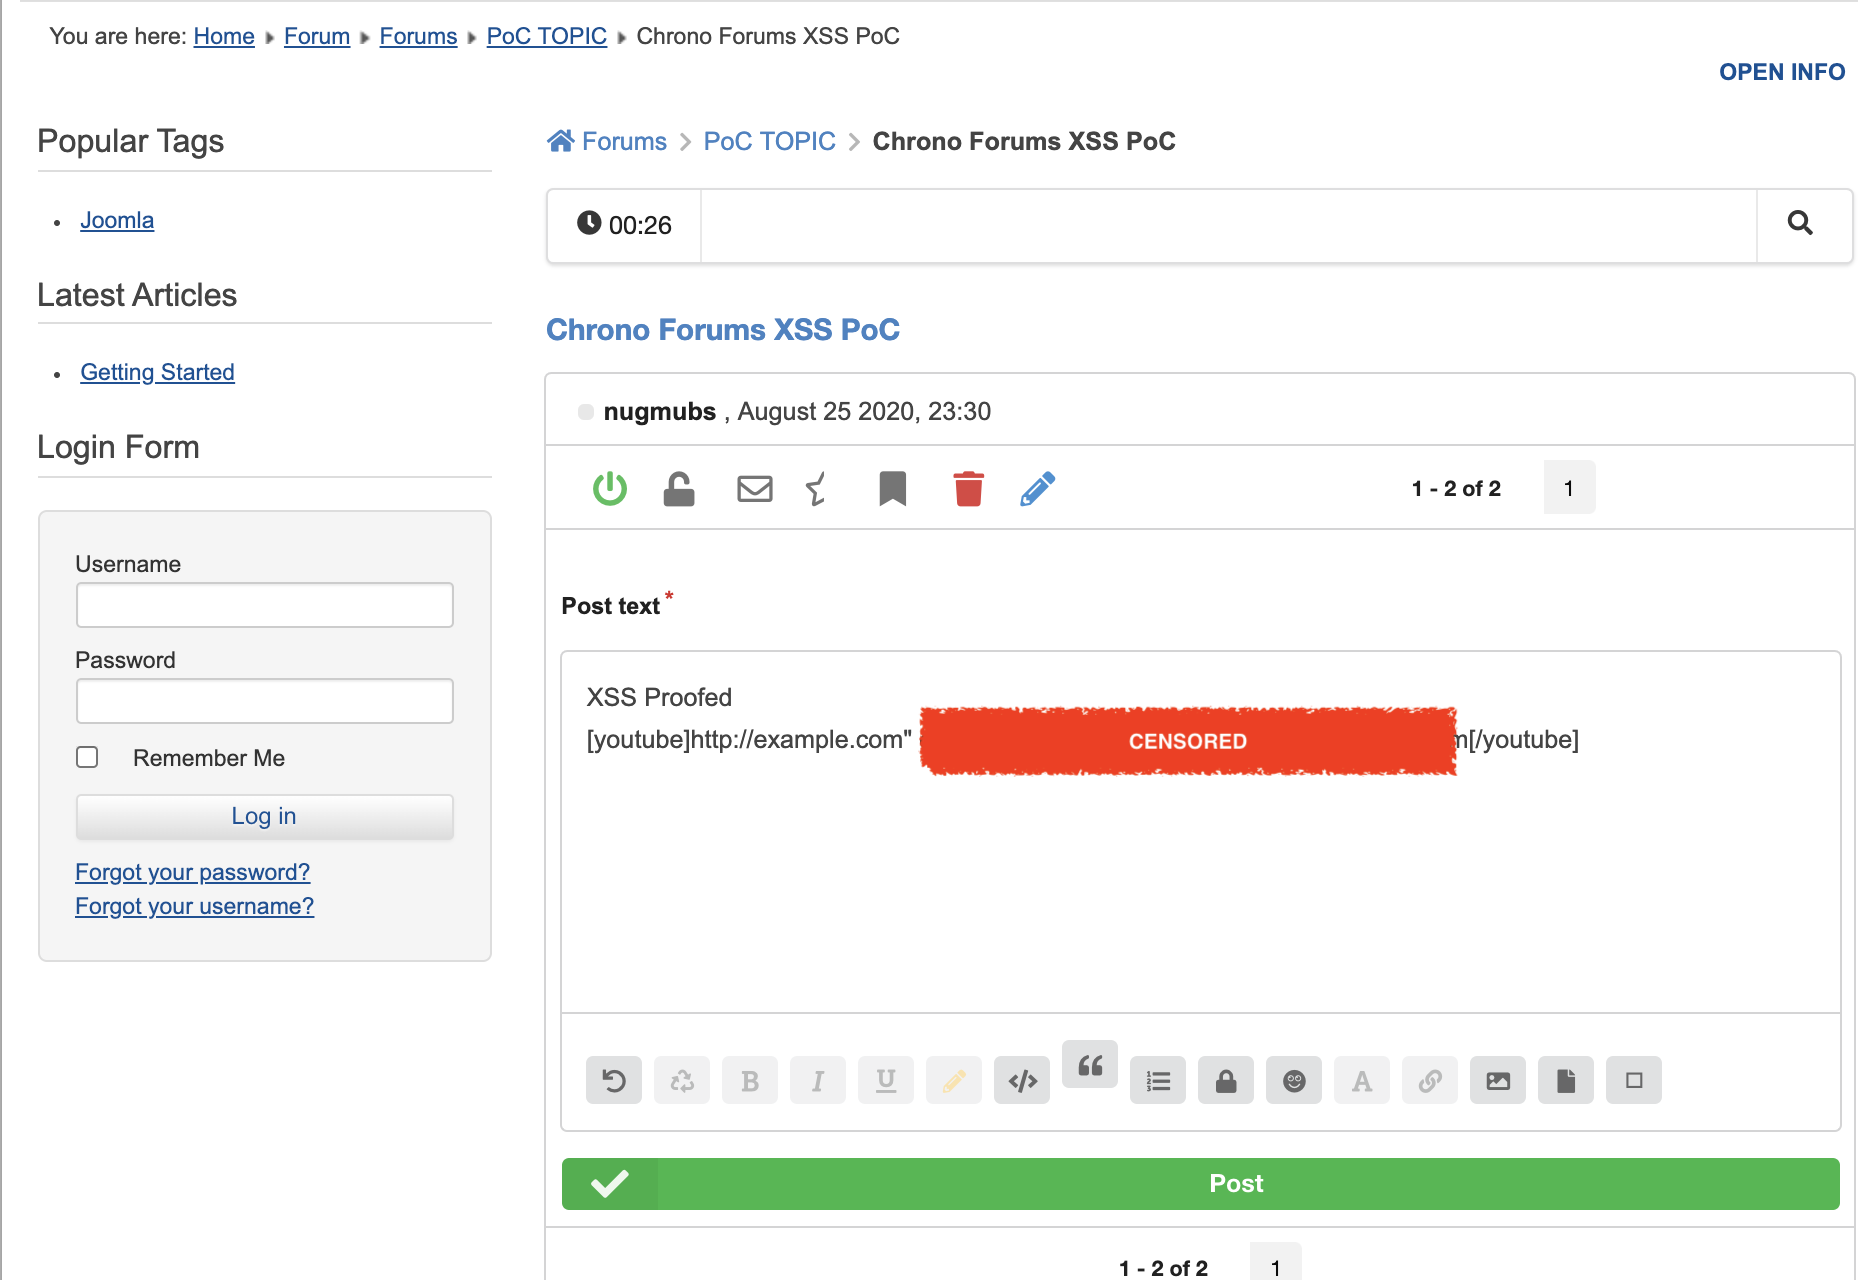 You are here: Home ▸ Forum ▸ Forums ▸ PoC TOPIC ▸ Chrono Forums XSS PoC
OPEN INFO
Popular Tags
• Joomla
Latest Articles
• Getting Started
Login Form
Username
Password
Remember Me
Log in
Forgot your password?
Forgot your username?
Forums > PoC TOPIC > Chrono Forums XSS PoC
00:26
Chrono Forums XSS PoC
nugmubs , August 25 2020, 23:30
1 - 2 of 2 1
Post text *
XSS Proofed
[youtube]http://example.com" CENSORED m[/youtube]
B I U </> “ A
Post
1 - 2 of 2 1